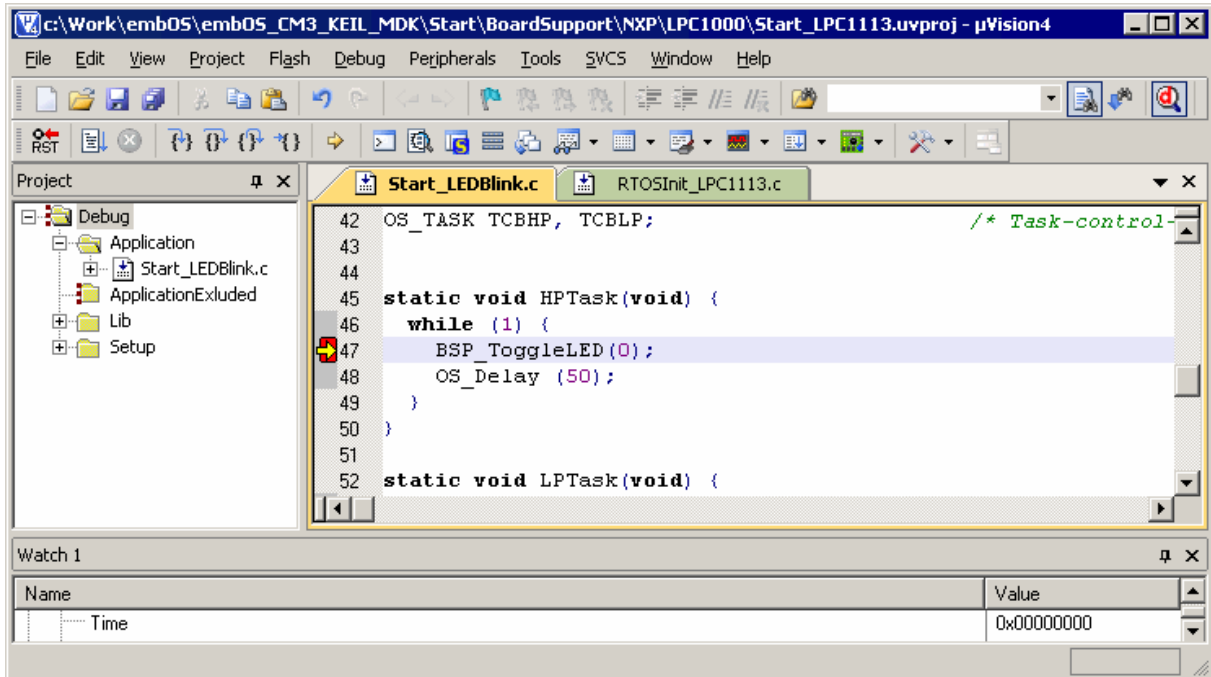 c:\Work\embOS\embOS_CM3_KEIL_MDK\Start\BoardSupport\NXP\LPC1000\Start_LPC1113.uvproj - µVision4
File Edit View Project Flash Debug Peripherals Tools SVCS Window Help
RST
Project
Start_LEDBlink.c RTOSInit_LPC1113.c
Debug
Application
Start_LEDBlink.c
ApplicationExluded
Lib
Setup
42 OS_TASK TCBHP, TCBLP; /* Task-control-
43
44
45 static void HPTask(void) {
46 while (1) {
47 BSP_ToggleLED(0);
48 OS_Delay (50);
49 }
50 }
51
52 static void LPTask(void) {
Watch 1
Name Value
Time 0x00000000